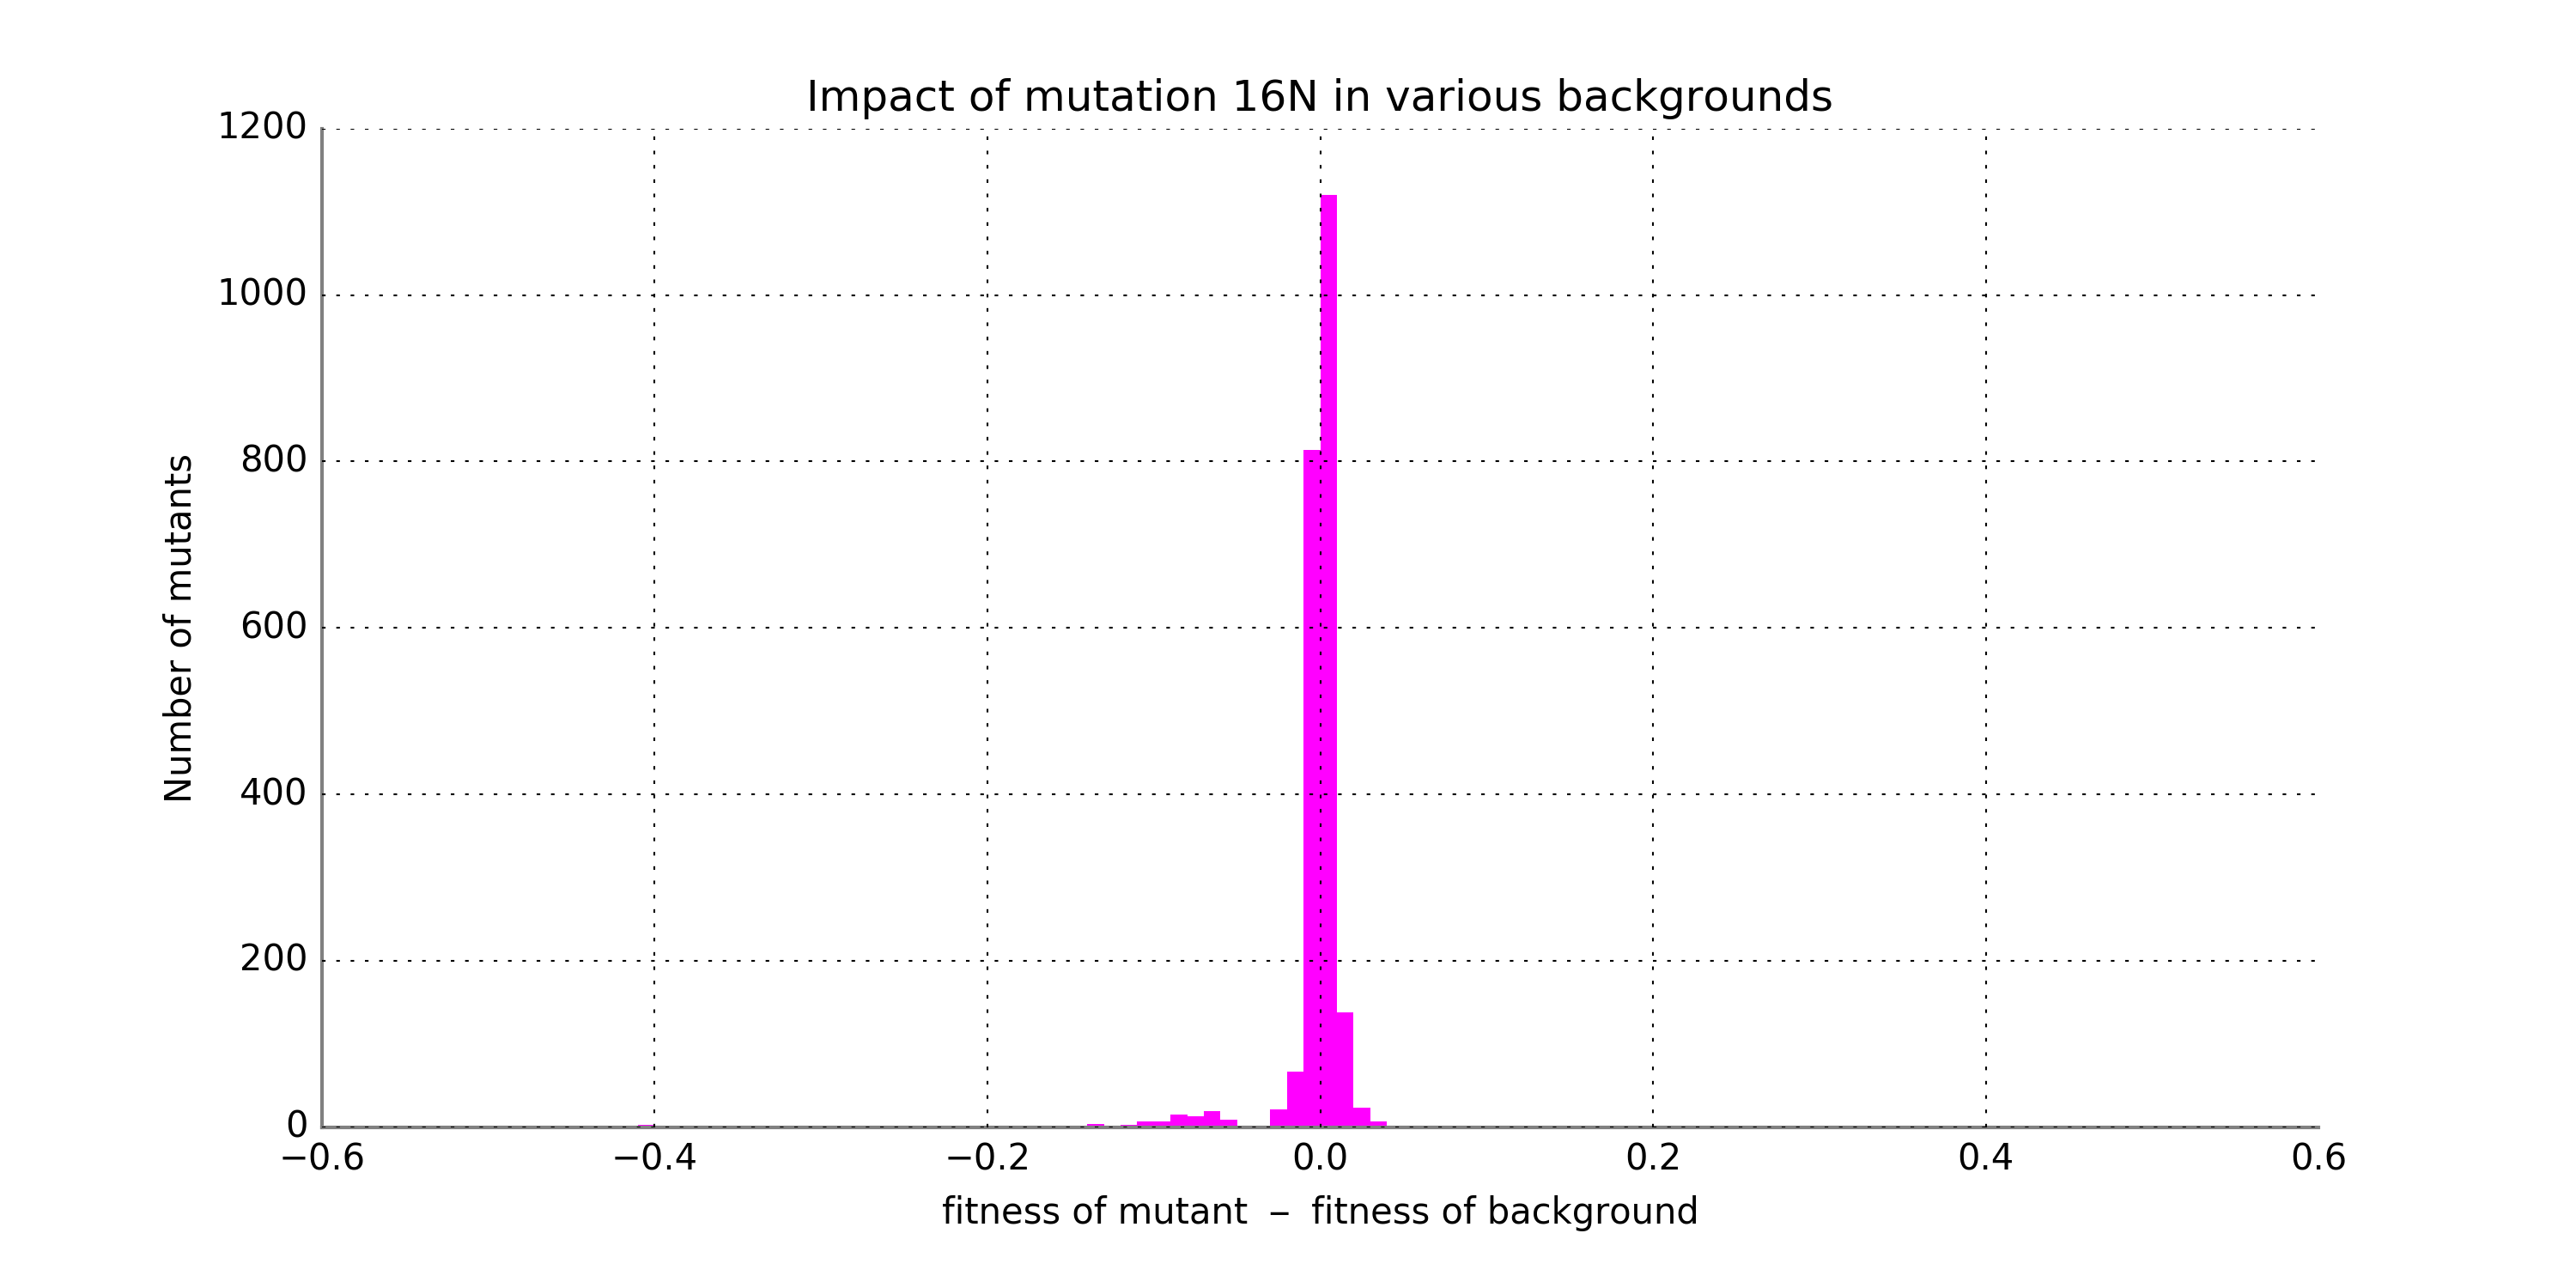 Impact of mutation 16N in various backgrounds
1200
1000
800
600
400
200
0
Number of mutants
−0.6 −0.4 −0.2 0.0 0.2 0.4 0.6
fitness of mutant − fitness of background